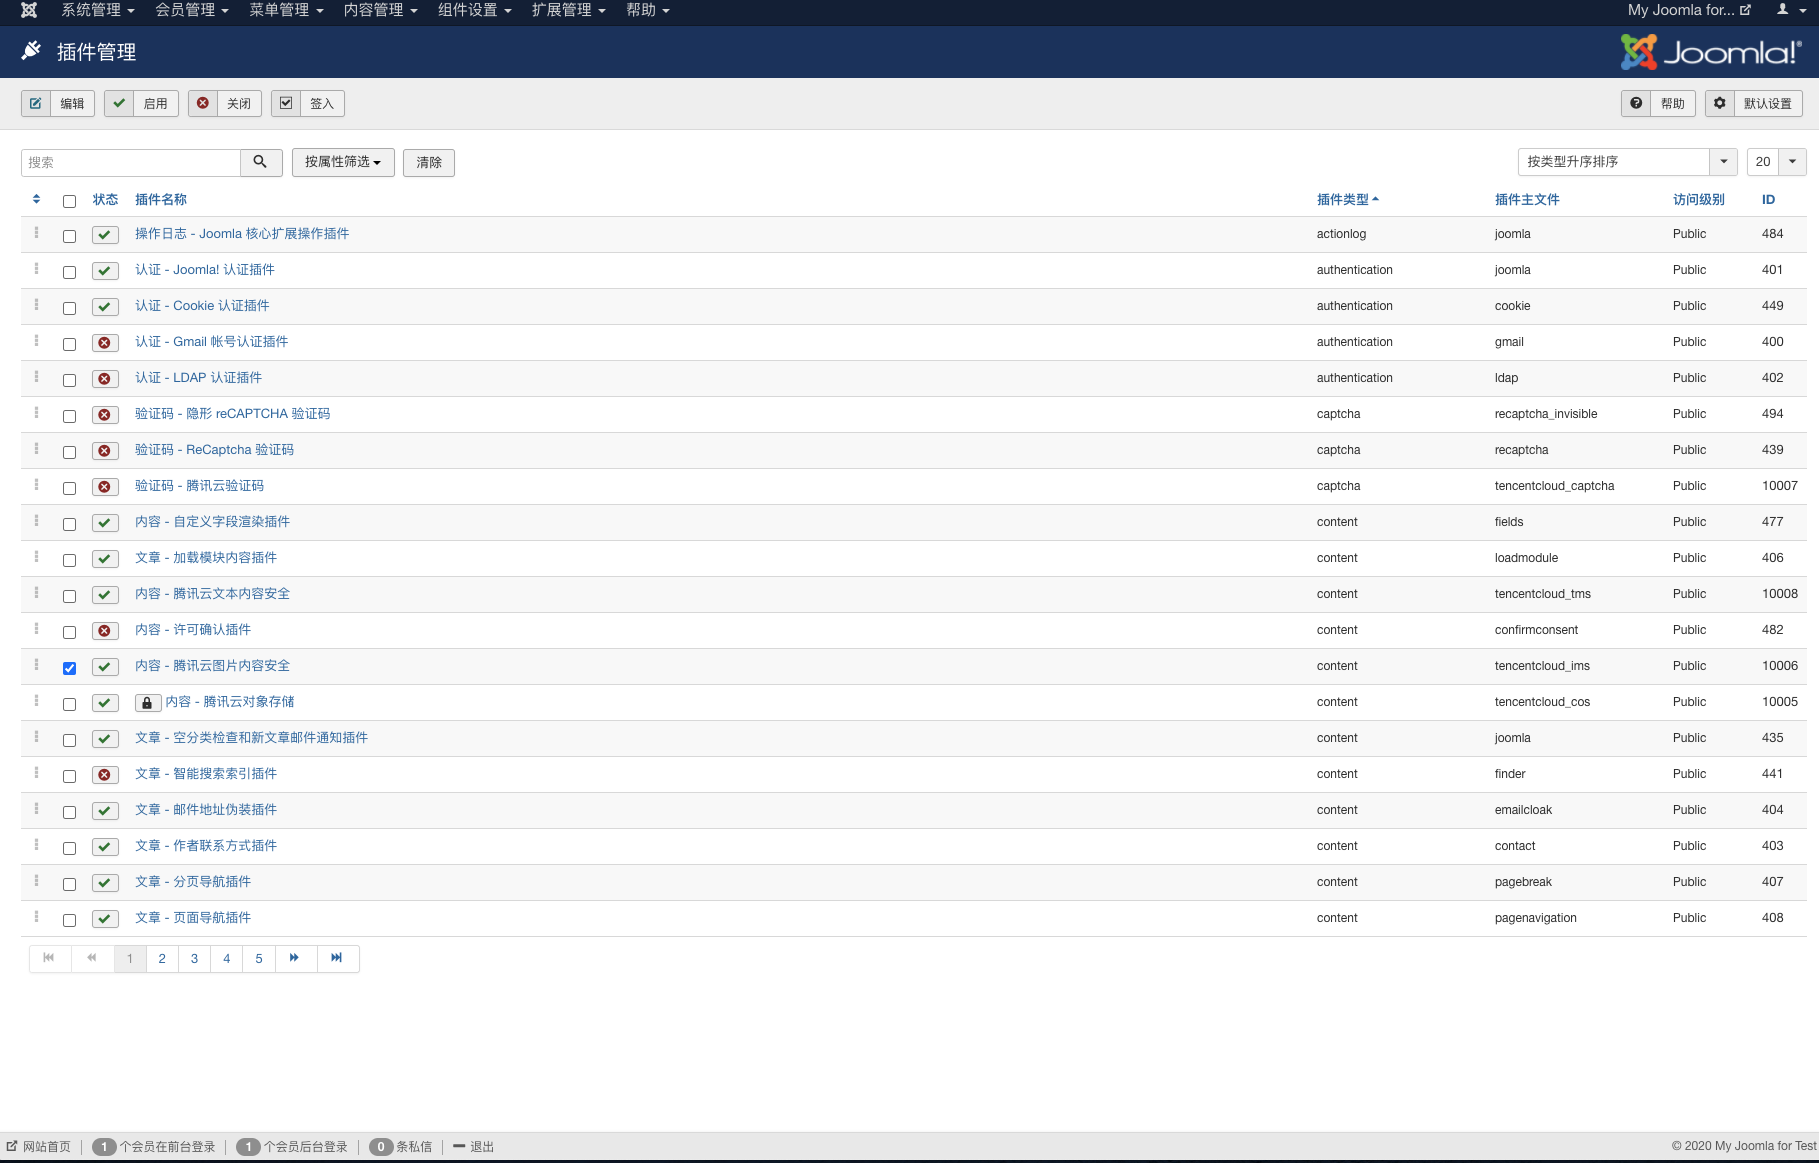 系统管理 会员管理 菜单管理 内容管理 组件设置 扩展管理 帮助 My Joomla for...
插件管理 Joomla!®
编辑 启用 关闭 签入 帮助 默认设置
搜索 按属性筛选 清除 按类型升序排序 20
状态 插件名称 插件类型 插件主文件 访问级别 ID
操作日志 - Joomla 核心扩展操作插件 actionlog joomla Public 484
认证 - Joomla! 认证插件 authentication joomla Public 401
认证 - Cookie 认证插件 authentication cookie Public 449
认证 - Gmail 帐号认证插件 authentication gmail Public 400
认证 - LDAP 认证插件 authentication ldap Public 402
验证码 - 隐形 reCAPTCHA 验证码 captcha recaptcha_invisible Public 494
验证码 - ReCaptcha 验证码 captcha recaptcha Public 439
验证码 - 腾讯云验证码 captcha tencentcloud_captcha Public 10007
内容 - 自定义字段渲染插件 content fields Public 477
文章 - 加载模块内容插件 content loadmodule Public 406
内容 - 腾讯云文本内容安全 content tencentcloud_tms Public 10008
内容 - 许可确认插件 content confirmconsent Public 482
内容 - 腾讯云图片内容安全 content tencentcloud_ims Public 10006
内容 - 腾讯云对象存储 content tencentcloud_cos Public 10005
文章 - 空分类检查和新文章邮件通知插件 content joomla Public 435
文章 - 智能搜索索引插件 content finder Public 441
文章 - 邮件地址伪装插件 content emailcloak Public 404
文章 - 作者联系方式插件 content contact Public 403
文章 - 分页导航插件 content pagebreak Public 407
文章 - 页面导航插件 content pagenavigation Public 408
1 2 3 4 5
网站首页 1 个会员在前台登录 1 个会员后台登录 0 条私信 退出 © 2020 My Joomla for Test